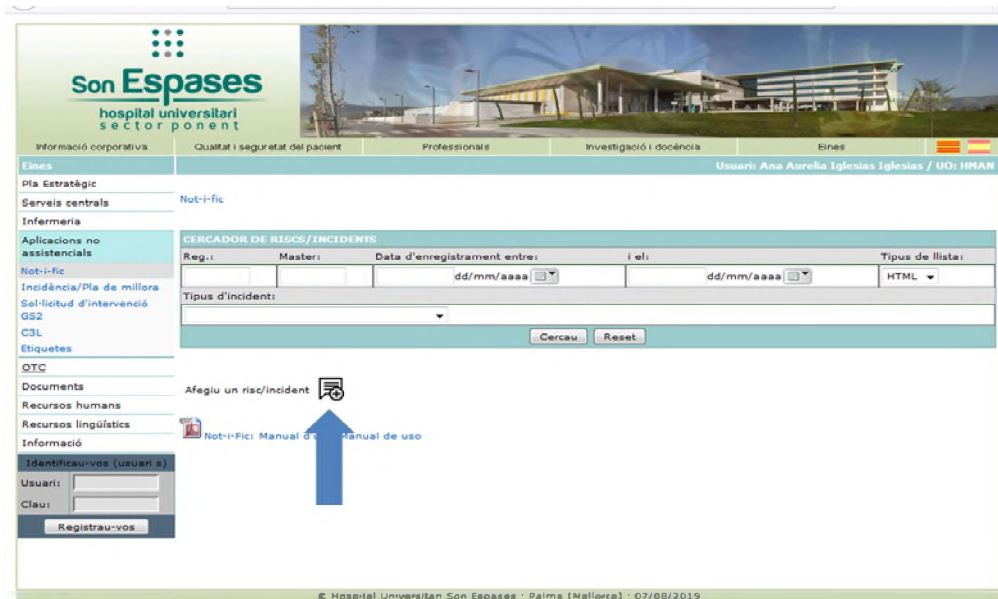 Son Espases
hospital universitari
sector ponent
Informació corporativa
Qualitat i seguretat del pacient
Professionals
Investigació i docència
Eines
Eines
Usuari: Ana Aurelia Iglesias Iglesias / UO: HMAN
Pla Estratègic
Serveis centrals
Infermeria
Aplicacions no
assistencials
Not-i-fic
Incidència/Pla de millora
Sol·licitud d'intervenció
GS2
C3L
Etiquetes
OTC
Documents
Recursos humans
Recursos lingüístics
Informació
Identificau-vos (usuari s)
Usuari:
Clau:
Registrau-vos
Not-i-fic
CERCADOR DE RISCS/INCIDENTS
Reg.: Master: Data d'enregistrament entre: i el: Tipus de llista:
dd/mm/aaaa dd/mm/aaaa HTML
Tipus d'incident:
Cercau Reset
Afegiu un risc/incident
Not-i-Fic: Manual d' Manual de uso
© Hospital Universitari Son Espases · Palma (Mallorca) · 07/08/2019